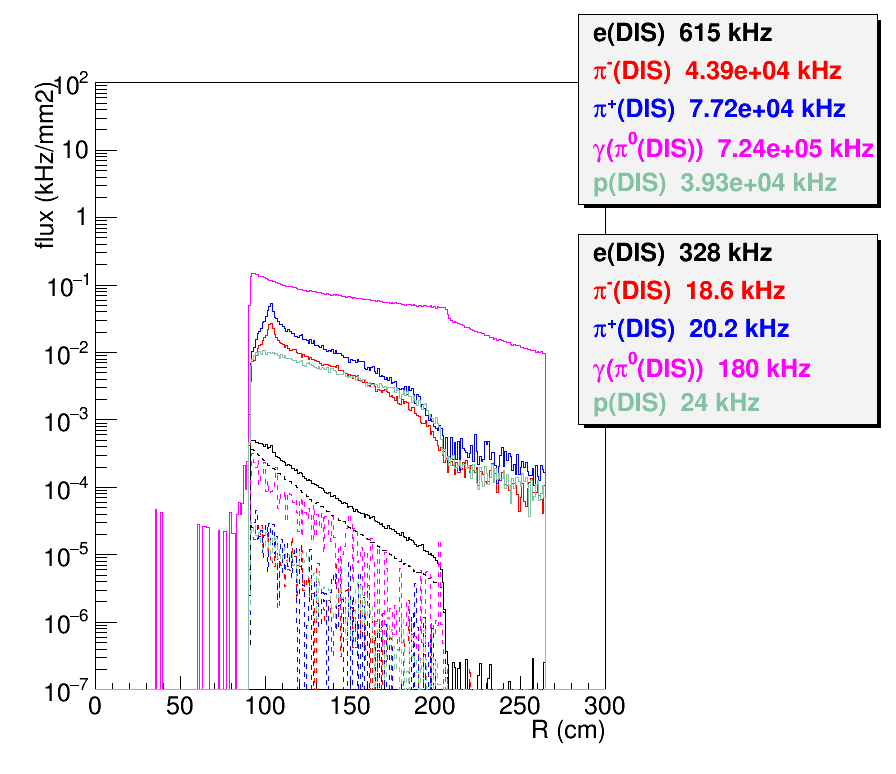 e(DIS) 615 kHz
π⁻(DIS) 4.39e+04 kHz
π⁺(DIS) 7.72e+04 kHz
γ(π⁰(DIS)) 7.24e+05 kHz
p(DIS) 3.93e+04 kHz
e(DIS) 328 kHz
π⁻(DIS) 18.6 kHz
π⁺(DIS) 20.2 kHz
γ(π⁰(DIS)) 180 kHz
p(DIS) 24 kHz
flux (kHz/mm2)
10²
10
1
10⁻¹
10⁻²
10⁻³
10⁻⁴
10⁻⁵
10⁻⁶
10⁻⁷
0 50 100 150 200 250 300
R (cm)